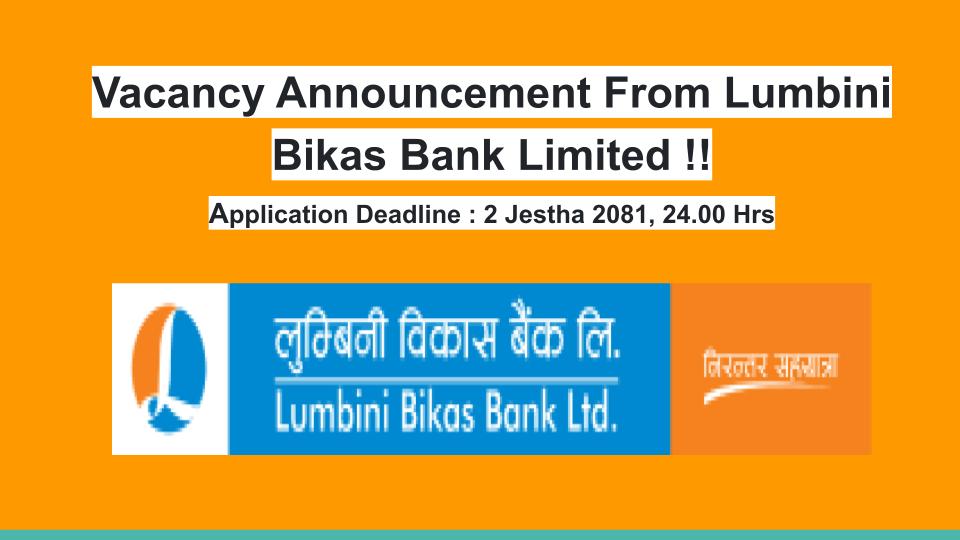 Vacancy Announcement From Lumbini
Bikas Bank Limited !!
Application Deadline : 2 Jestha 2081, 24.00 Hrs
लुम्बिनी विकास बैंक लि.
Lumbini Bikas Bank Ltd.
निरन्तर सहयात्रा